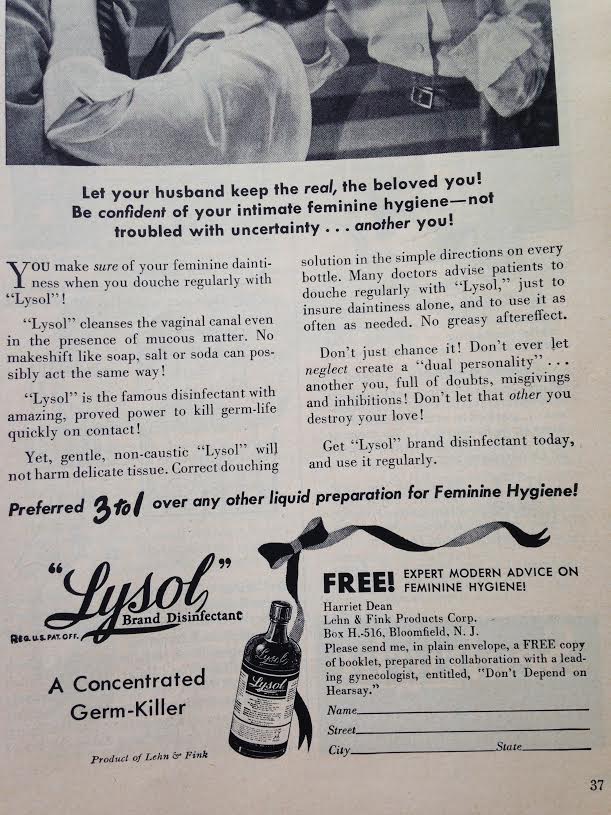 Let your husband keep the real, the beloved you!
Be confident of your intimate feminine hygiene—not
troubled with uncertainty . . . another you!
YOU make sure of your feminine dainti-
ness when you douche regularly with
“Lysol”!
“Lysol” cleanses the vaginal canal even
in the presence of mucous matter. No
makeshift like soap, salt or soda can pos-
sibly act the same way!
“Lysol” is the famous disinfectant with
amazing, proved power to kill germ-life
quickly on contact!
Yet, gentle, non-caustic “Lysol” will
not harm delicate tissue. Correct douching
solution in the simple directions on every
bottle. Many doctors advise patients to
douche regularly with “Lysol,” just to
insure daintiness alone, and to use it as
often as needed. No greasy aftereffect.
Don’t just chance it! Don’t ever let
neglect create a “dual personality” . . .
another you, full of doubts, misgivings
and inhibitions! Don’t let that other you
destroy your love!
Get “Lysol” brand disinfectant today,
and use it regularly.
Preferred 3 to 1 over any other liquid preparation for Feminine Hygiene!
“Lysol”
Brand Disinfectant
REG. U.S. PAT. OFF.
A Concentrated
Germ-Killer
Product of Lehn & Fink
Lysol
Lysol
FREE! EXPERT MODERN ADVICE ON
FEMININE HYGIENE!
Harriet Dean
Lehn & Fink Products Corp.
Box H.-516, Bloomfield, N. J.
Please send me, in plain envelope, a FREE copy
of booklet, prepared in collaboration with a lead-
ing gynecologist, entitled, “Don’t Depend on
Hearsay.”
Name
Street
City State
37